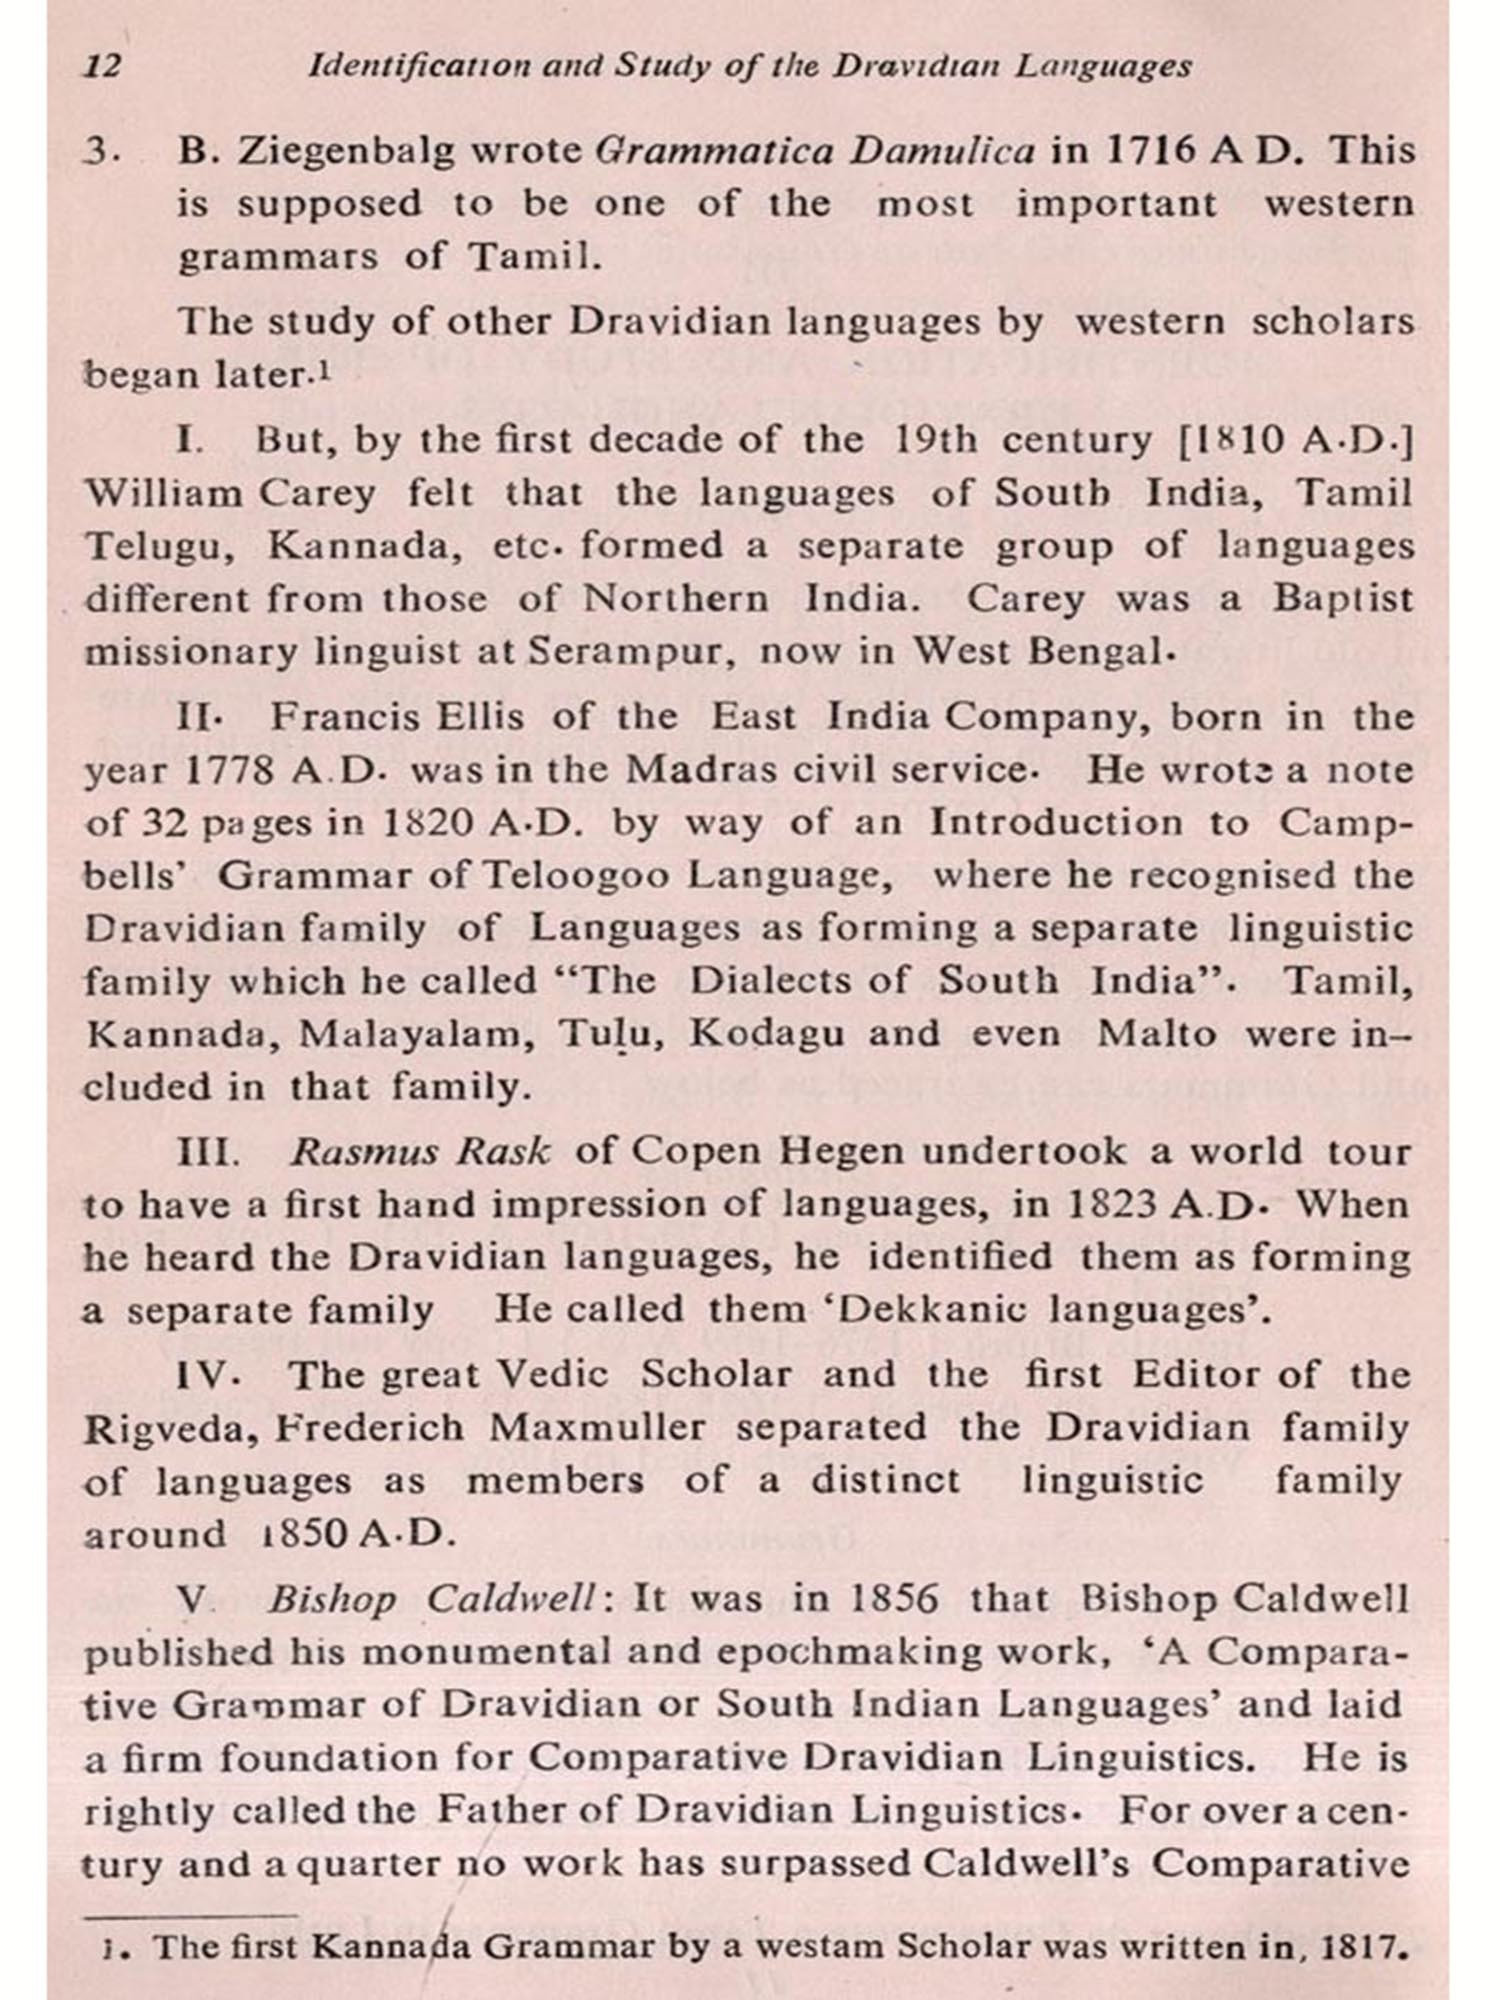 12 Identification and Study of the Dravidian Languages
3. B. Ziegenbalg wrote Grammatica Damulica in 1716 A D. This
is supposed to be one of the most important western
grammars of Tamil.
The study of other Dravidian languages by western scholars
began later.1
I. But, by the first decade of the 19th century [1810 A.D.]
William Carey felt that the languages of South India, Tamil
Telugu, Kannada, etc. formed a separate group of languages
different from those of Northern India. Carey was a Baptist
missionary linguist at Serampur, now in West Bengal.
II. Francis Ellis of the East India Company, born in the
year 1778 A.D. was in the Madras civil service. He wrote a note
of 32 pages in 1820 A.D. by way of an Introduction to Camp-
bells' Grammar of Teloogoo Language, where he recognised the
Dravidian family of Languages as forming a separate linguistic
family which he called “The Dialects of South India”. Tamil,
Kannada, Malayalam, Tuḷu, Kodagu and even Malto were in-
cluded in that family.
III. Rasmus Rask of Copen Hegen undertook a world tour
to have a first hand impression of languages, in 1823 A.D. When
he heard the Dravidian languages, he identified them as forming
a separate family He called them ‘Dekkanic languages’.
IV. The great Vedic Scholar and the first Editor of the
Rigveda, Frederich Maxmuller separated the Dravidian family
of languages as members of a distinct linguistic family
around 1850 A.D.
V. Bishop Caldwell: It was in 1856 that Bishop Caldwell
published his monumental and epochmaking work, ‘A Compara-
tive Grammar of Dravidian or South Indian Languages’ and laid
a firm foundation for Comparative Dravidian Linguistics. He is
rightly called the Father of Dravidian Linguistics. For over a cen-
tury and a quarter no work has surpassed Caldwell's Comparative
1. The first Kannada Grammar by a westam Scholar was written in, 1817.